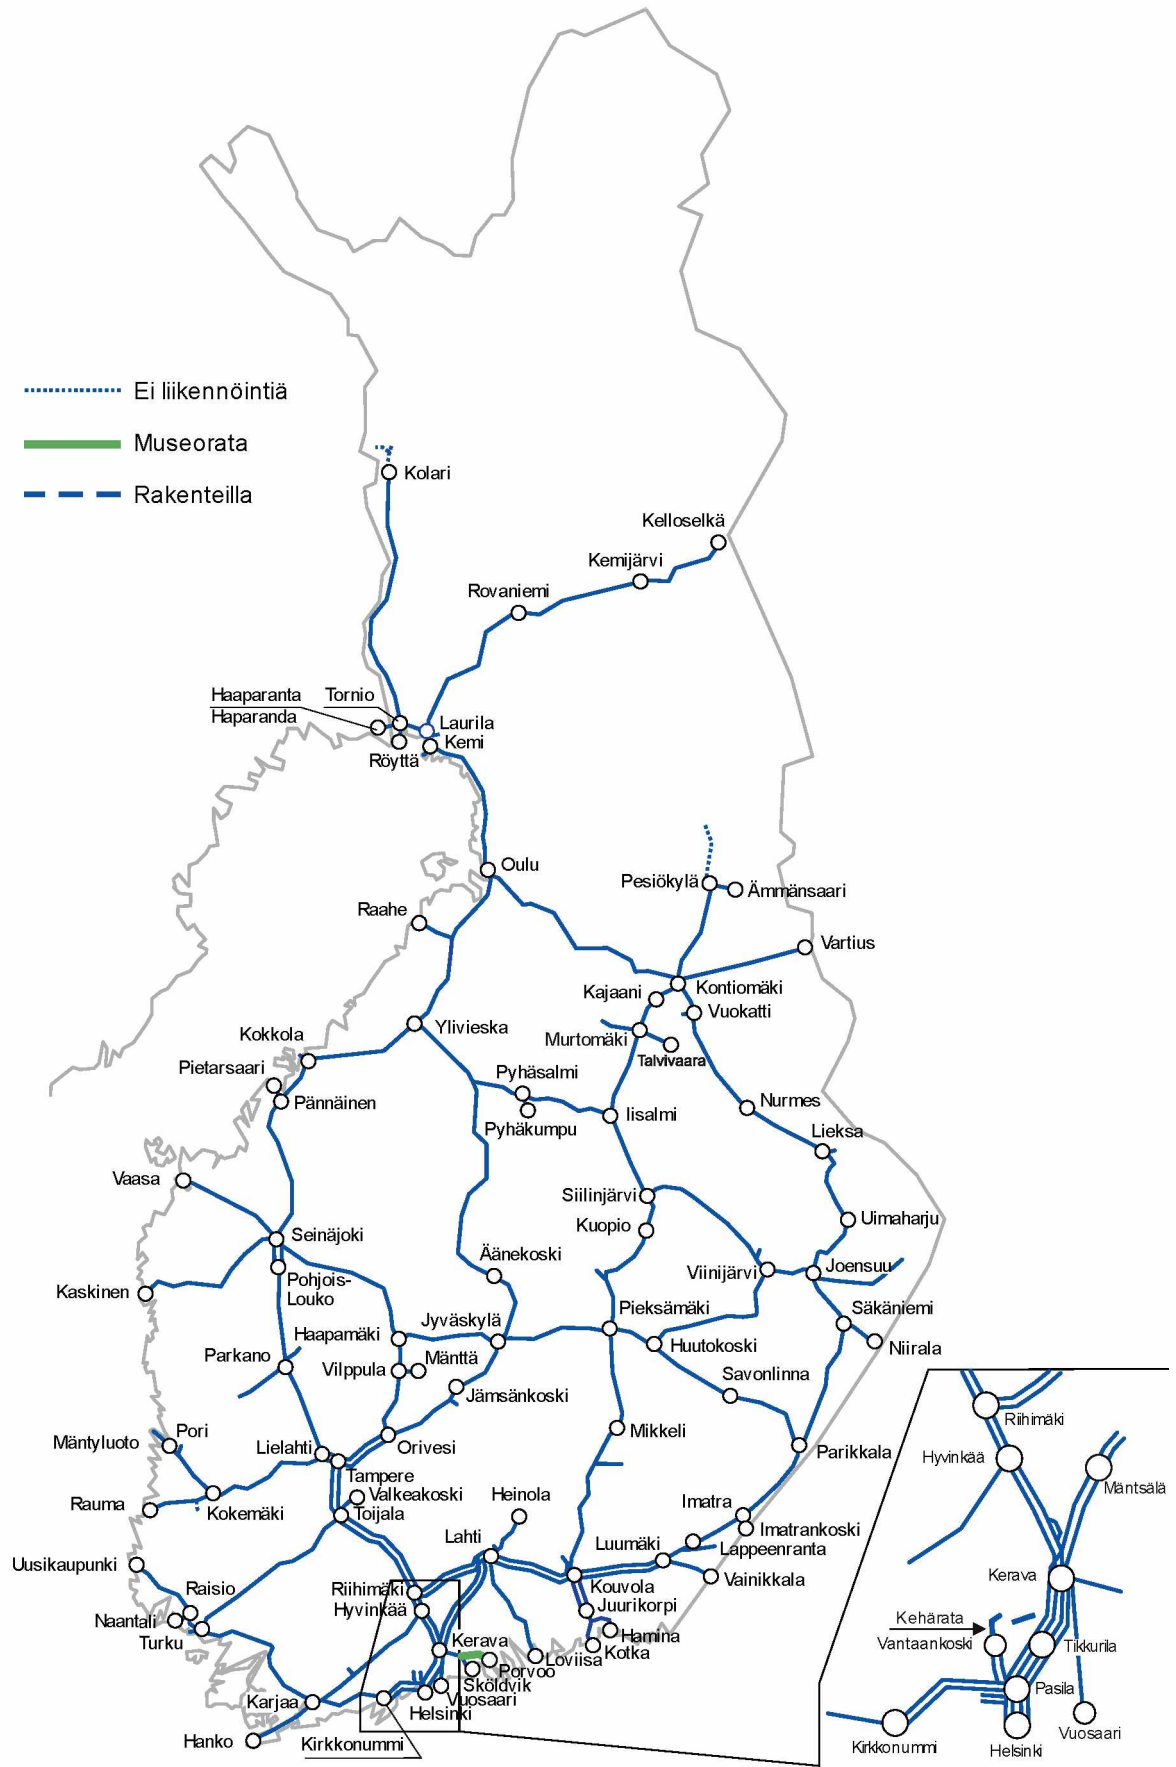 Ei liikennöintiä
Museorata
Rakenteilla
Kolari
Kelloselkä
Kemijärvi
Rovaniemi
Haaparanta
Haparanda
Tornio
Laurila
Kemi
Röyttä
Oulu
Pesiökylä
Ämmänsaari
Raahe
Vartius
Kontiomäki
Kajaani
Vuokatti
Ylivieska
Murtomäki
Talvivaara
Kokkola
Pietarsaari
Pännäinen
Pyhäsalmi
Pyhäkumpu
Iisalmi
Nurmes
Lieksa
Vaasa
Siilinjärvi
Kuopio
Uimaharju
Seinäjoki
Äänekoski
Viinijärvi
Joensuu
Pohjois-
Louko
Kaskinen
Jyväskylä
Pieksämäki
Säkäniemi
Haapamäki
Huutokoski
Niirala
Parkano
Vilppula
Mänttä
Jämsänkoski
Savonlinna
Pori
Mäntyluoto
Lielahti
Orivesi
Mikkeli
Parikkala
Tampere
Valkeakoski
Toijala
Rauma
Kokemäki
Heinola
Imatra
Imatrankoski
Lahti
Luumäki
Lappeenranta
Vainikkala
Uusikaupunki
Raisio
Riihimäki
Hyvinkää
Kouvola
Juurikorpi
Naantali
Turku
Hamina
Kotka
Kerava
Porvoo
Sköldvik
Loviisa
Vuosaari
Helsinki
Karjaa
Hanko
Kirkkonummi
Riihimäki
Hyvinkää
Mäntsälä
Kerava
Kehärata
Vantaankoski
Tikkurila
Pasila
Vuosaari
Kirkkonummi
Helsinki